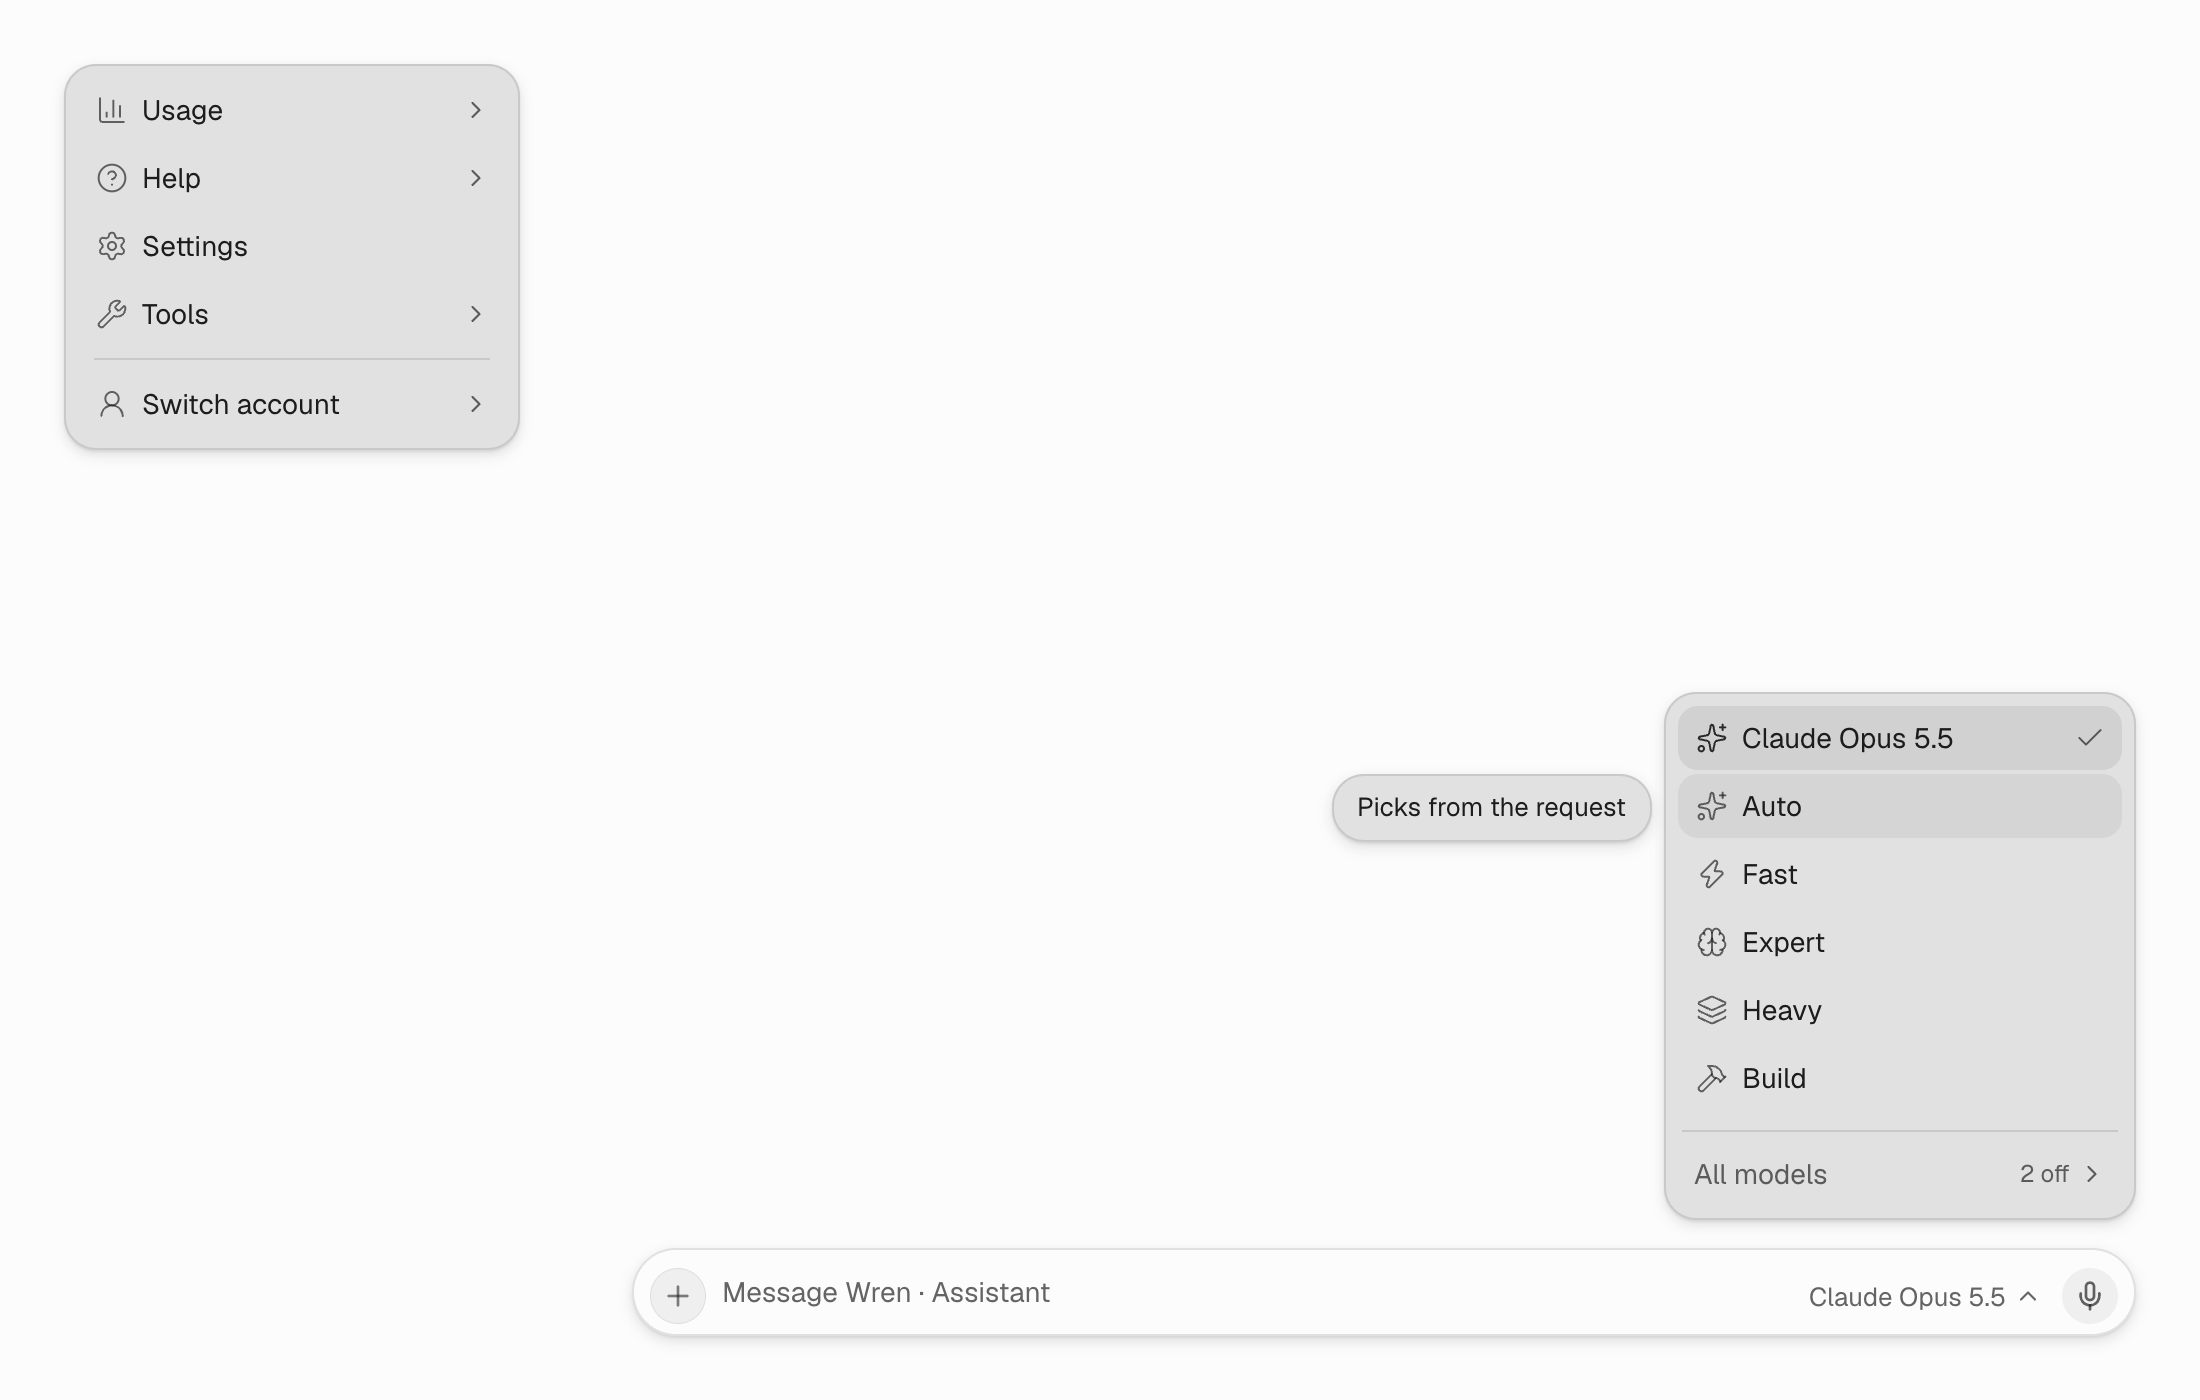 Usage
Help
Settings
Tools
Switch account
Claude Opus 5.5
Picks from the request
Auto
Fast
Expert
Heavy
Build
All models 2 off
Message Wren · Assistant Claude Opus 5.5